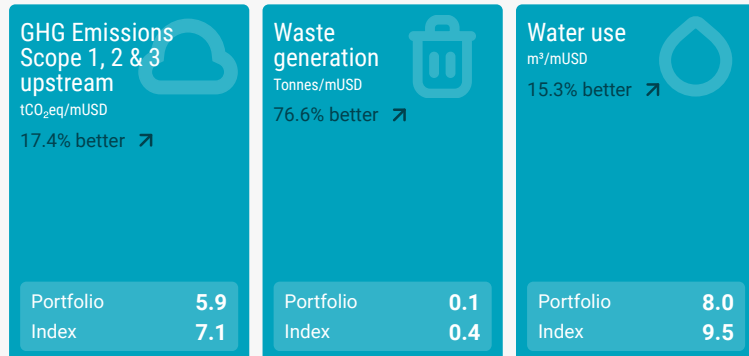 GHG Emissions
Scope 1, 2 & 3
upstream
tCO₂eq/mUSD
17.4% better
Portfolio 5.9
Index 7.1
Waste
generation
Tonnes/mUSD
76.6% better
Portfolio 0.1
Index 0.4
Water use
m³/mUSD
15.3% better
Portfolio 8.0
Index 9.5